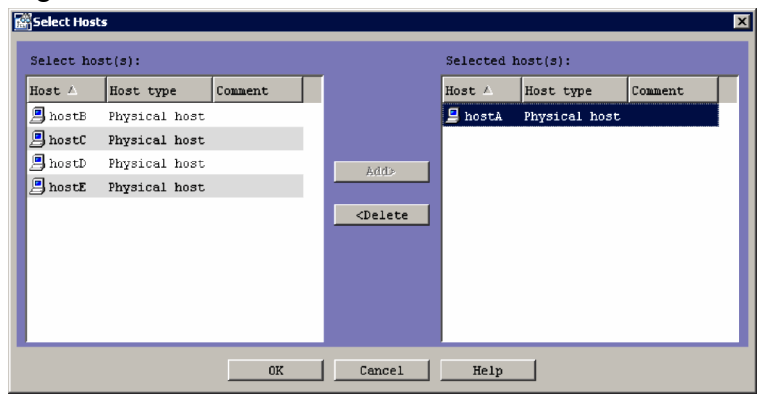 Select Hosts
Select host(s):
Host Host type Comment
hostB Physical host
hostC Physical host
hostD Physical host
hostE Physical host
Add>
<Delete
Selected host(s):
Host Host type Comment
hostA Physical host
OK Cancel Help